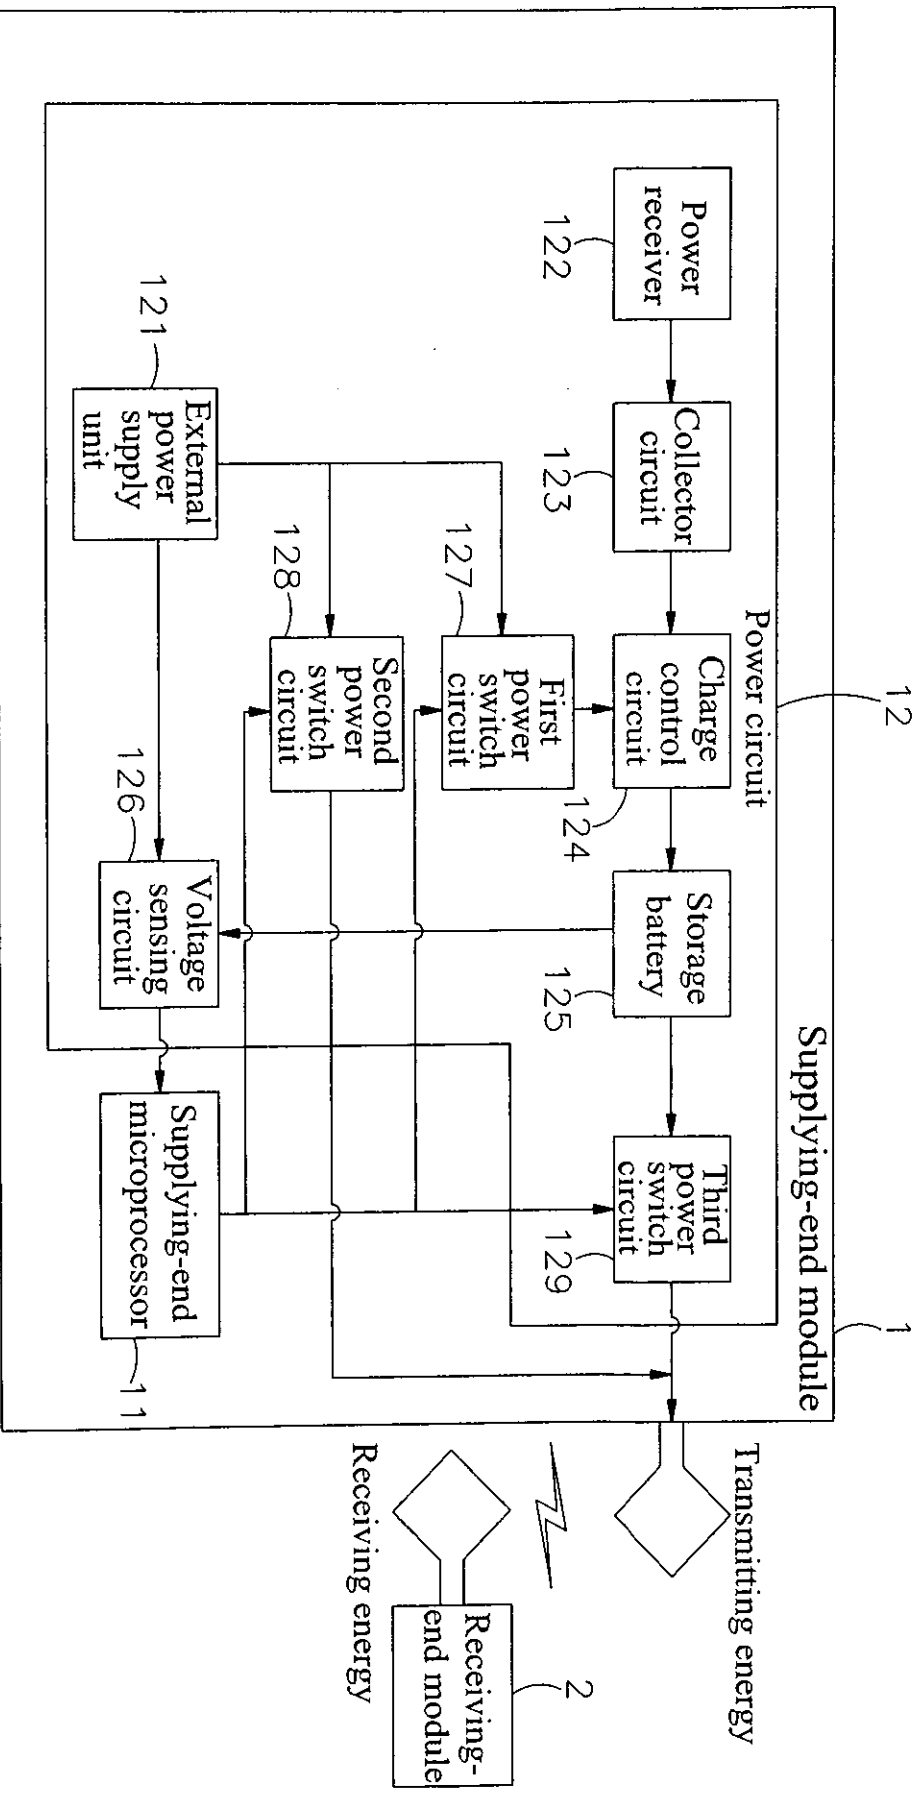 Supplying-end module
1
12
Power circuit
Power
receiver
122
Collector
circuit
123
Charge
control
circuit
124
Storage
battery
125
Third
power
switch
circuit
129
First
power
switch
circuit
127
Second
power
switch
circuit
128
External
power
supply
unit
121
Voltage
sensing
circuit
126
Supplying-end
microprocessor
11
Transmitting energy
Receiving energy
Receiving-
end module
2